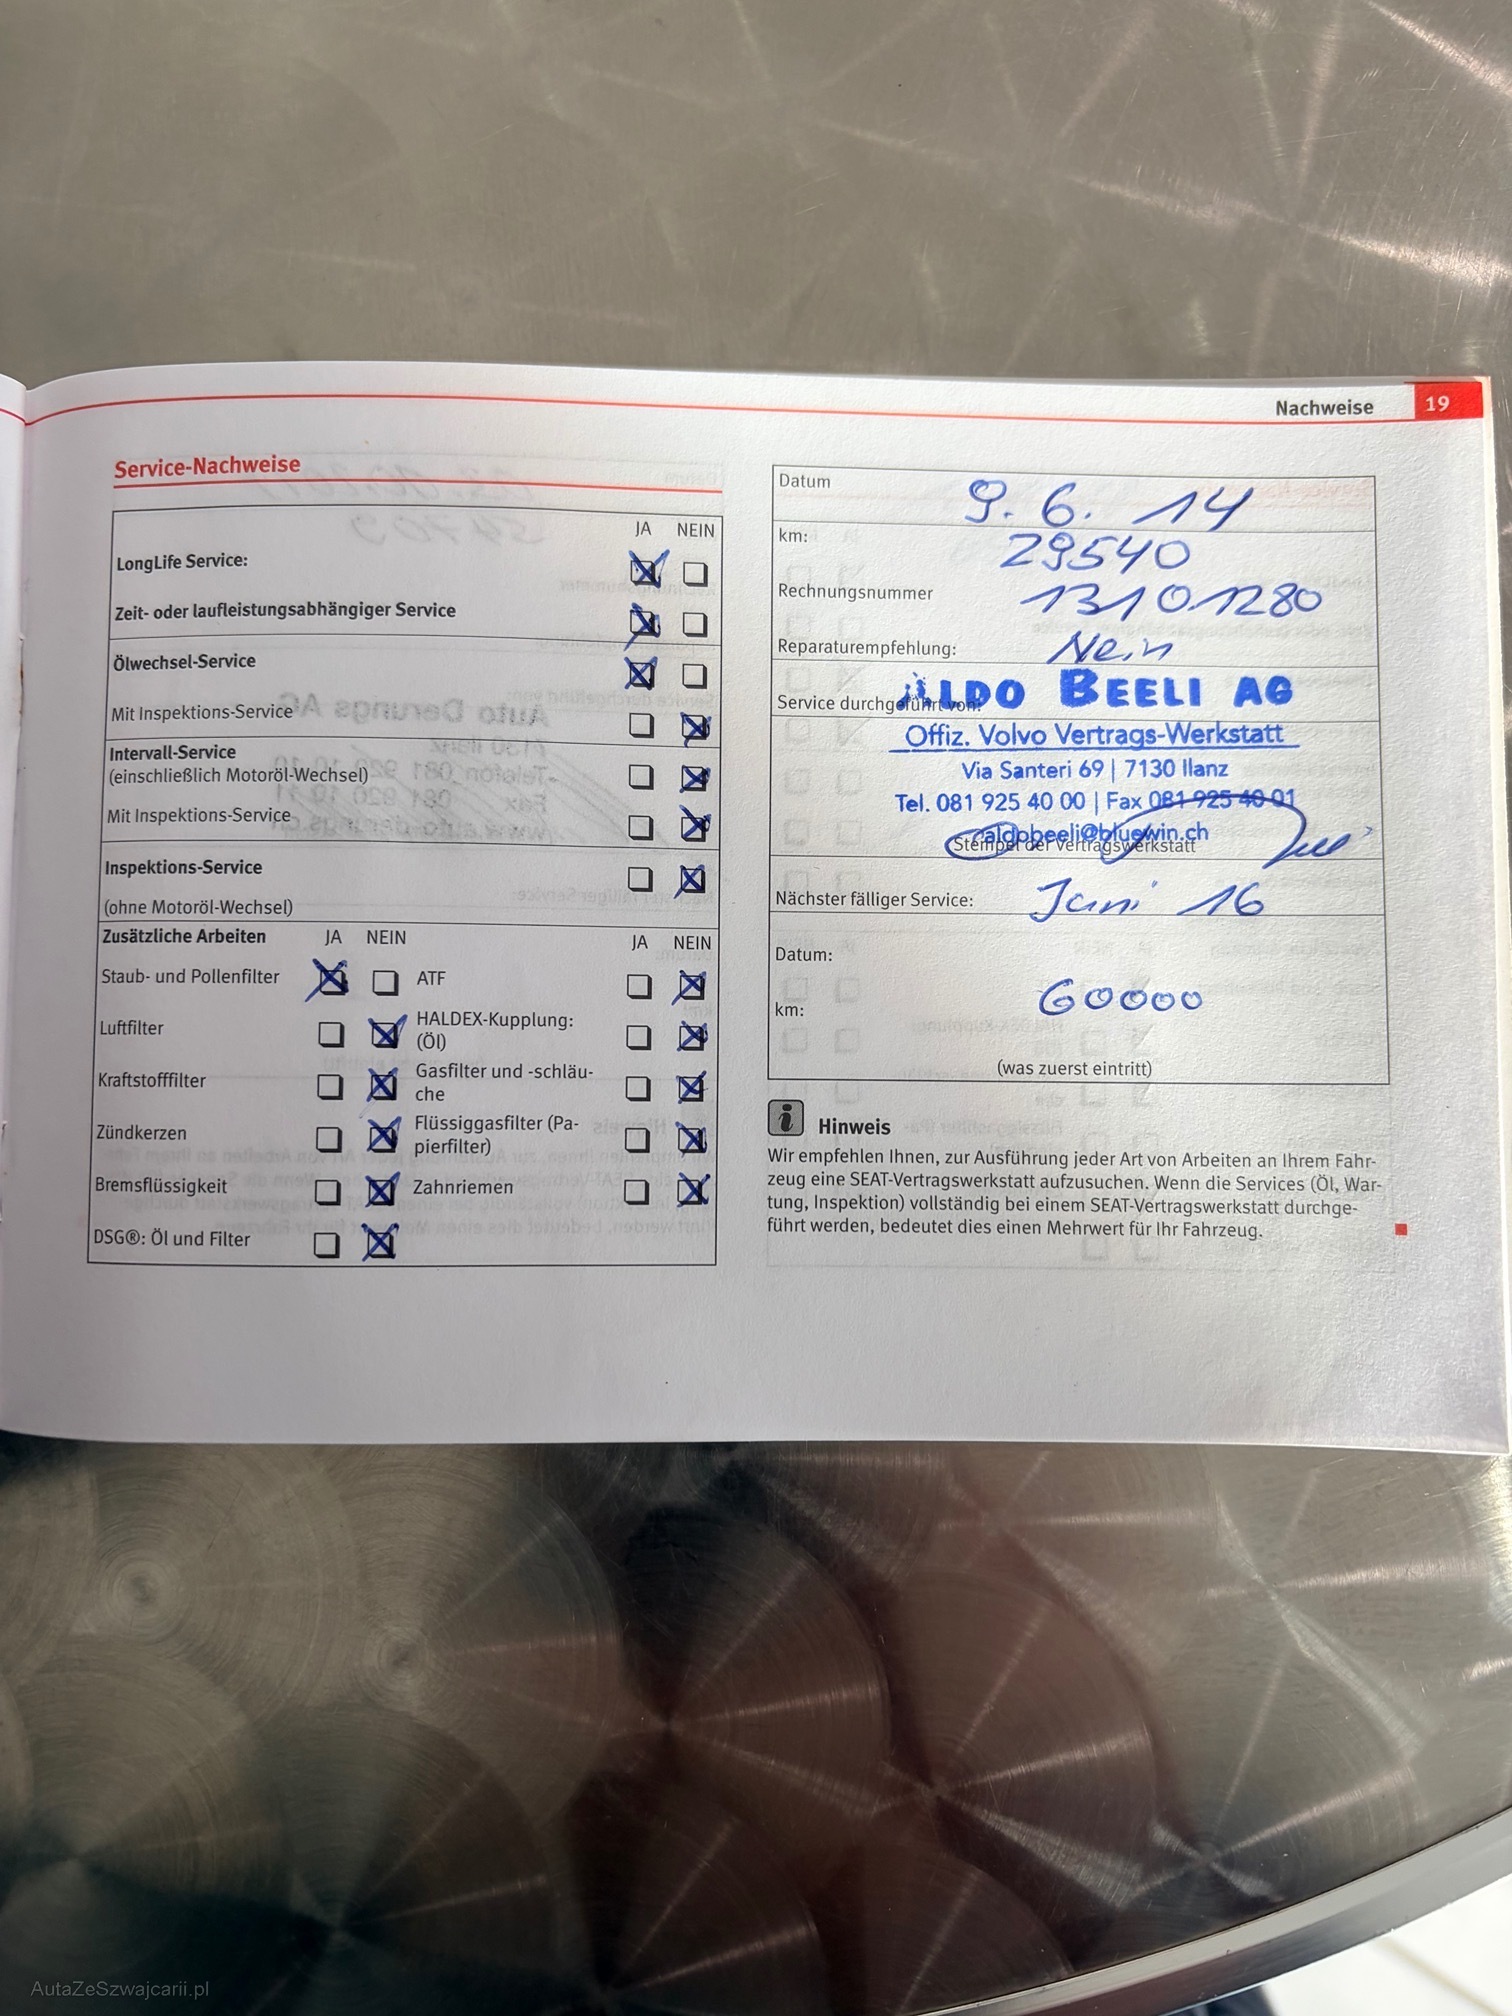 Nachweise 19
Service-Nachweise
JA NEIN
LongLife Service:
Zeit- oder laufleistungsabhängiger Service
Ölwechsel-Service
Mit Inspektions-Service
Intervall-Service
(einschließlich Motoröl-Wechsel)
Mit Inspektions-Service
Inspektions-Service
(ohne Motoröl-Wechsel)
Zusätzliche Arbeiten JA NEIN JA NEIN
Staub- und Pollenfilter ATF
Luftfilter HALDEX-Kupplung:
(Öl)
Kraftstofffilter Gasfilter und -schläu-
che
Zündkerzen Flüssiggasfilter (Pa-
pierfilter)
Bremsflüssigkeit Zahnriemen
DSG®: Öl und Filter
Datum 9. 6. 14
km: 29540
Rechnungsnummer 13101280
Reparaturempfehlung: Nein
Service durchgeführt von: ALDO BEELI AG
Offiz. Volvo Vertrags-Werkstatt
Via Santeri 69 | 7130 Ilanz
Tel. 081 925 40 00 | Fax 081 925 40 01
aldobeeli@bluewin.ch
Stempel der Vertragswerkstatt
Nächster fälliger Service: Juni 16
Datum:
km: 60000
(was zuerst eintritt)
i Hinweis
Wir empfehlen Ihnen, zur Ausführung jeder Art von Arbeiten an Ihrem Fahr-
zeug eine SEAT-Vertragswerkstatt aufzusuchen. Wenn die Services (Öl, War-
tung, Inspektion) vollständig bei einem SEAT-Vertragswerkstatt durchge-
führt werden, bedeutet dies einen Mehrwert für Ihr Fahrzeug.
AutaZeSzwajcarii.pl